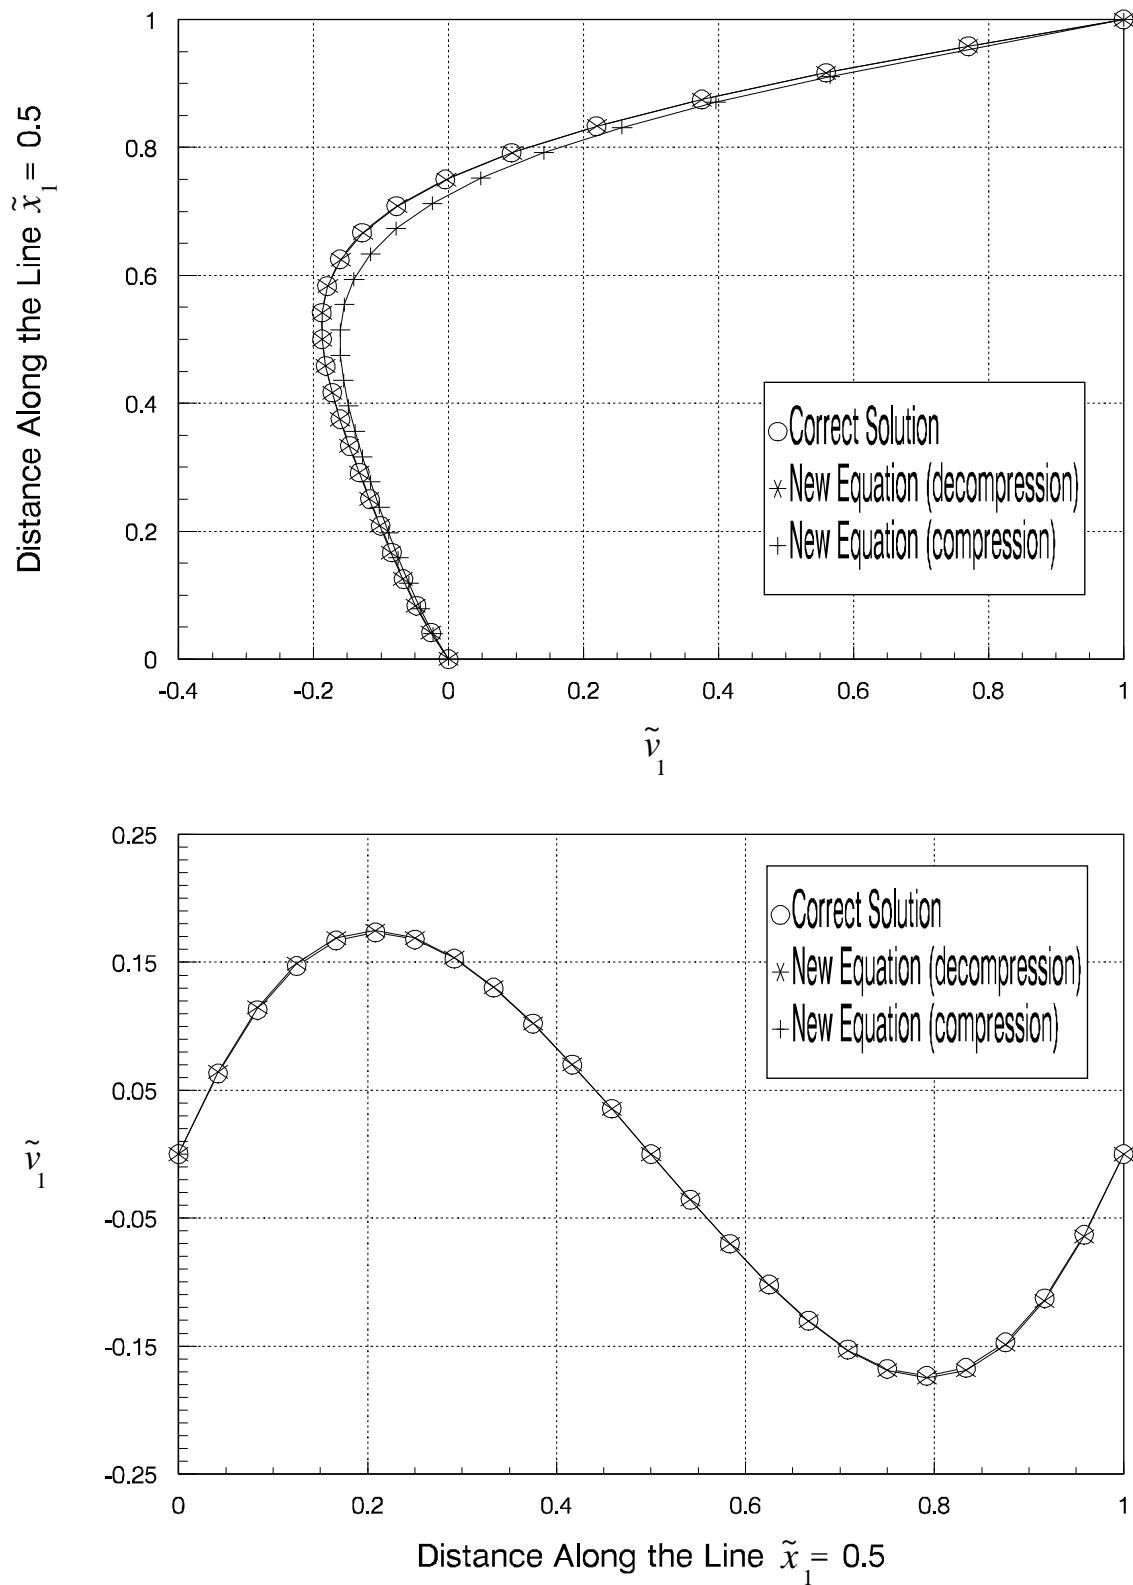 Distance Along the Line x̃₁ = 0.5
1
0.8
0.6
0.4
0.2
0
○ Correct Solution
New Equation (decompression)
+ New Equation (compression)
-0.4 -0.2 0 0.2 0.4 0.6 0.8 1
ṽ₁
0.25
0.15
0.05
-0.05
-0.15
-0.25
ṽ₁
○ Correct Solution
New Equation (decompression)
+ New Equation (compression)
0 0.2 0.4 0.6 0.8 1
Distance Along the Line x̃₁ = 0.5